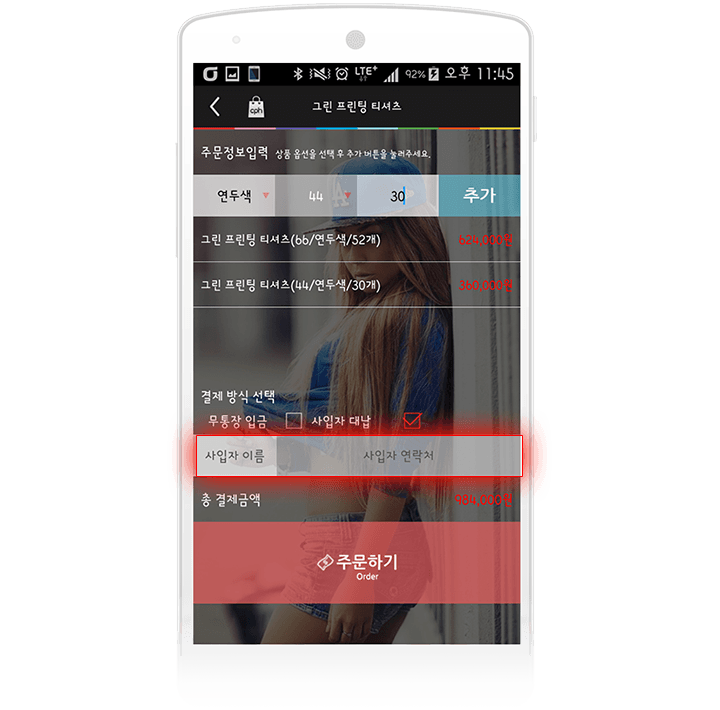 LTE+ 92% 오후 11:45
cph 그린 프린팅 티셔츠
주문정보입력 상품 옵션을 선택 후 추가 버튼을 눌러주세요.
연두색 44 30 추가
그린 프린팅 티셔츠(66/연두색/52개) 624,000원
그린 프린팅 티셔츠(44/연두색/30개) 360,000원
결제 방식 선택
무통장 입금 사입자 대납
사입자 이름 사입자 연락처
총 결제금액 984,000원
주문하기
Order